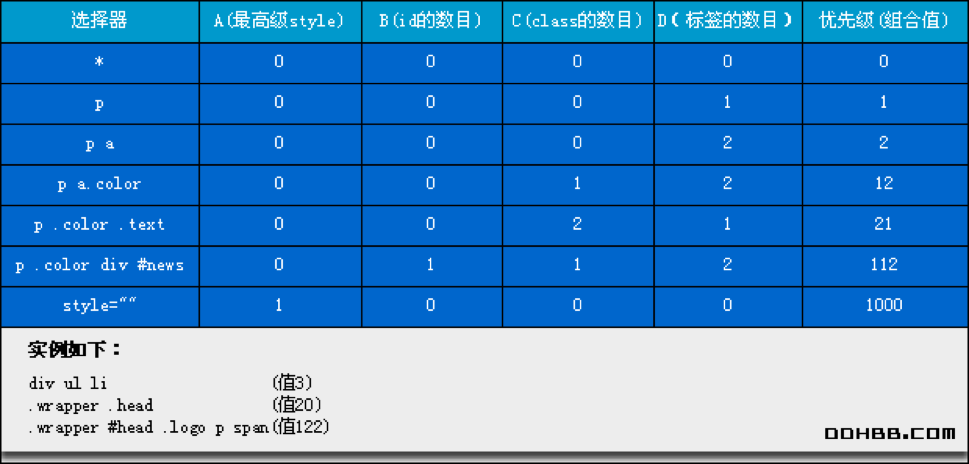 选择器 A(最高级style) B(id的数目) C(class的数目) D(标签的数目) 优先级(组合值)
* 0 0 0 0 0
p 0 0 0 1 1
p a 0 0 0 2 2
p a.color 0 0 1 2 12
p .color .text 0 0 2 1 21
p .color div #news 0 1 1 2 112
style="" 1 0 0 0 1000
实例如下：
div ul li (值3)
.wrapper .head (值20)
.wrapper #head .logo p span(值122)
DDHBB.COM